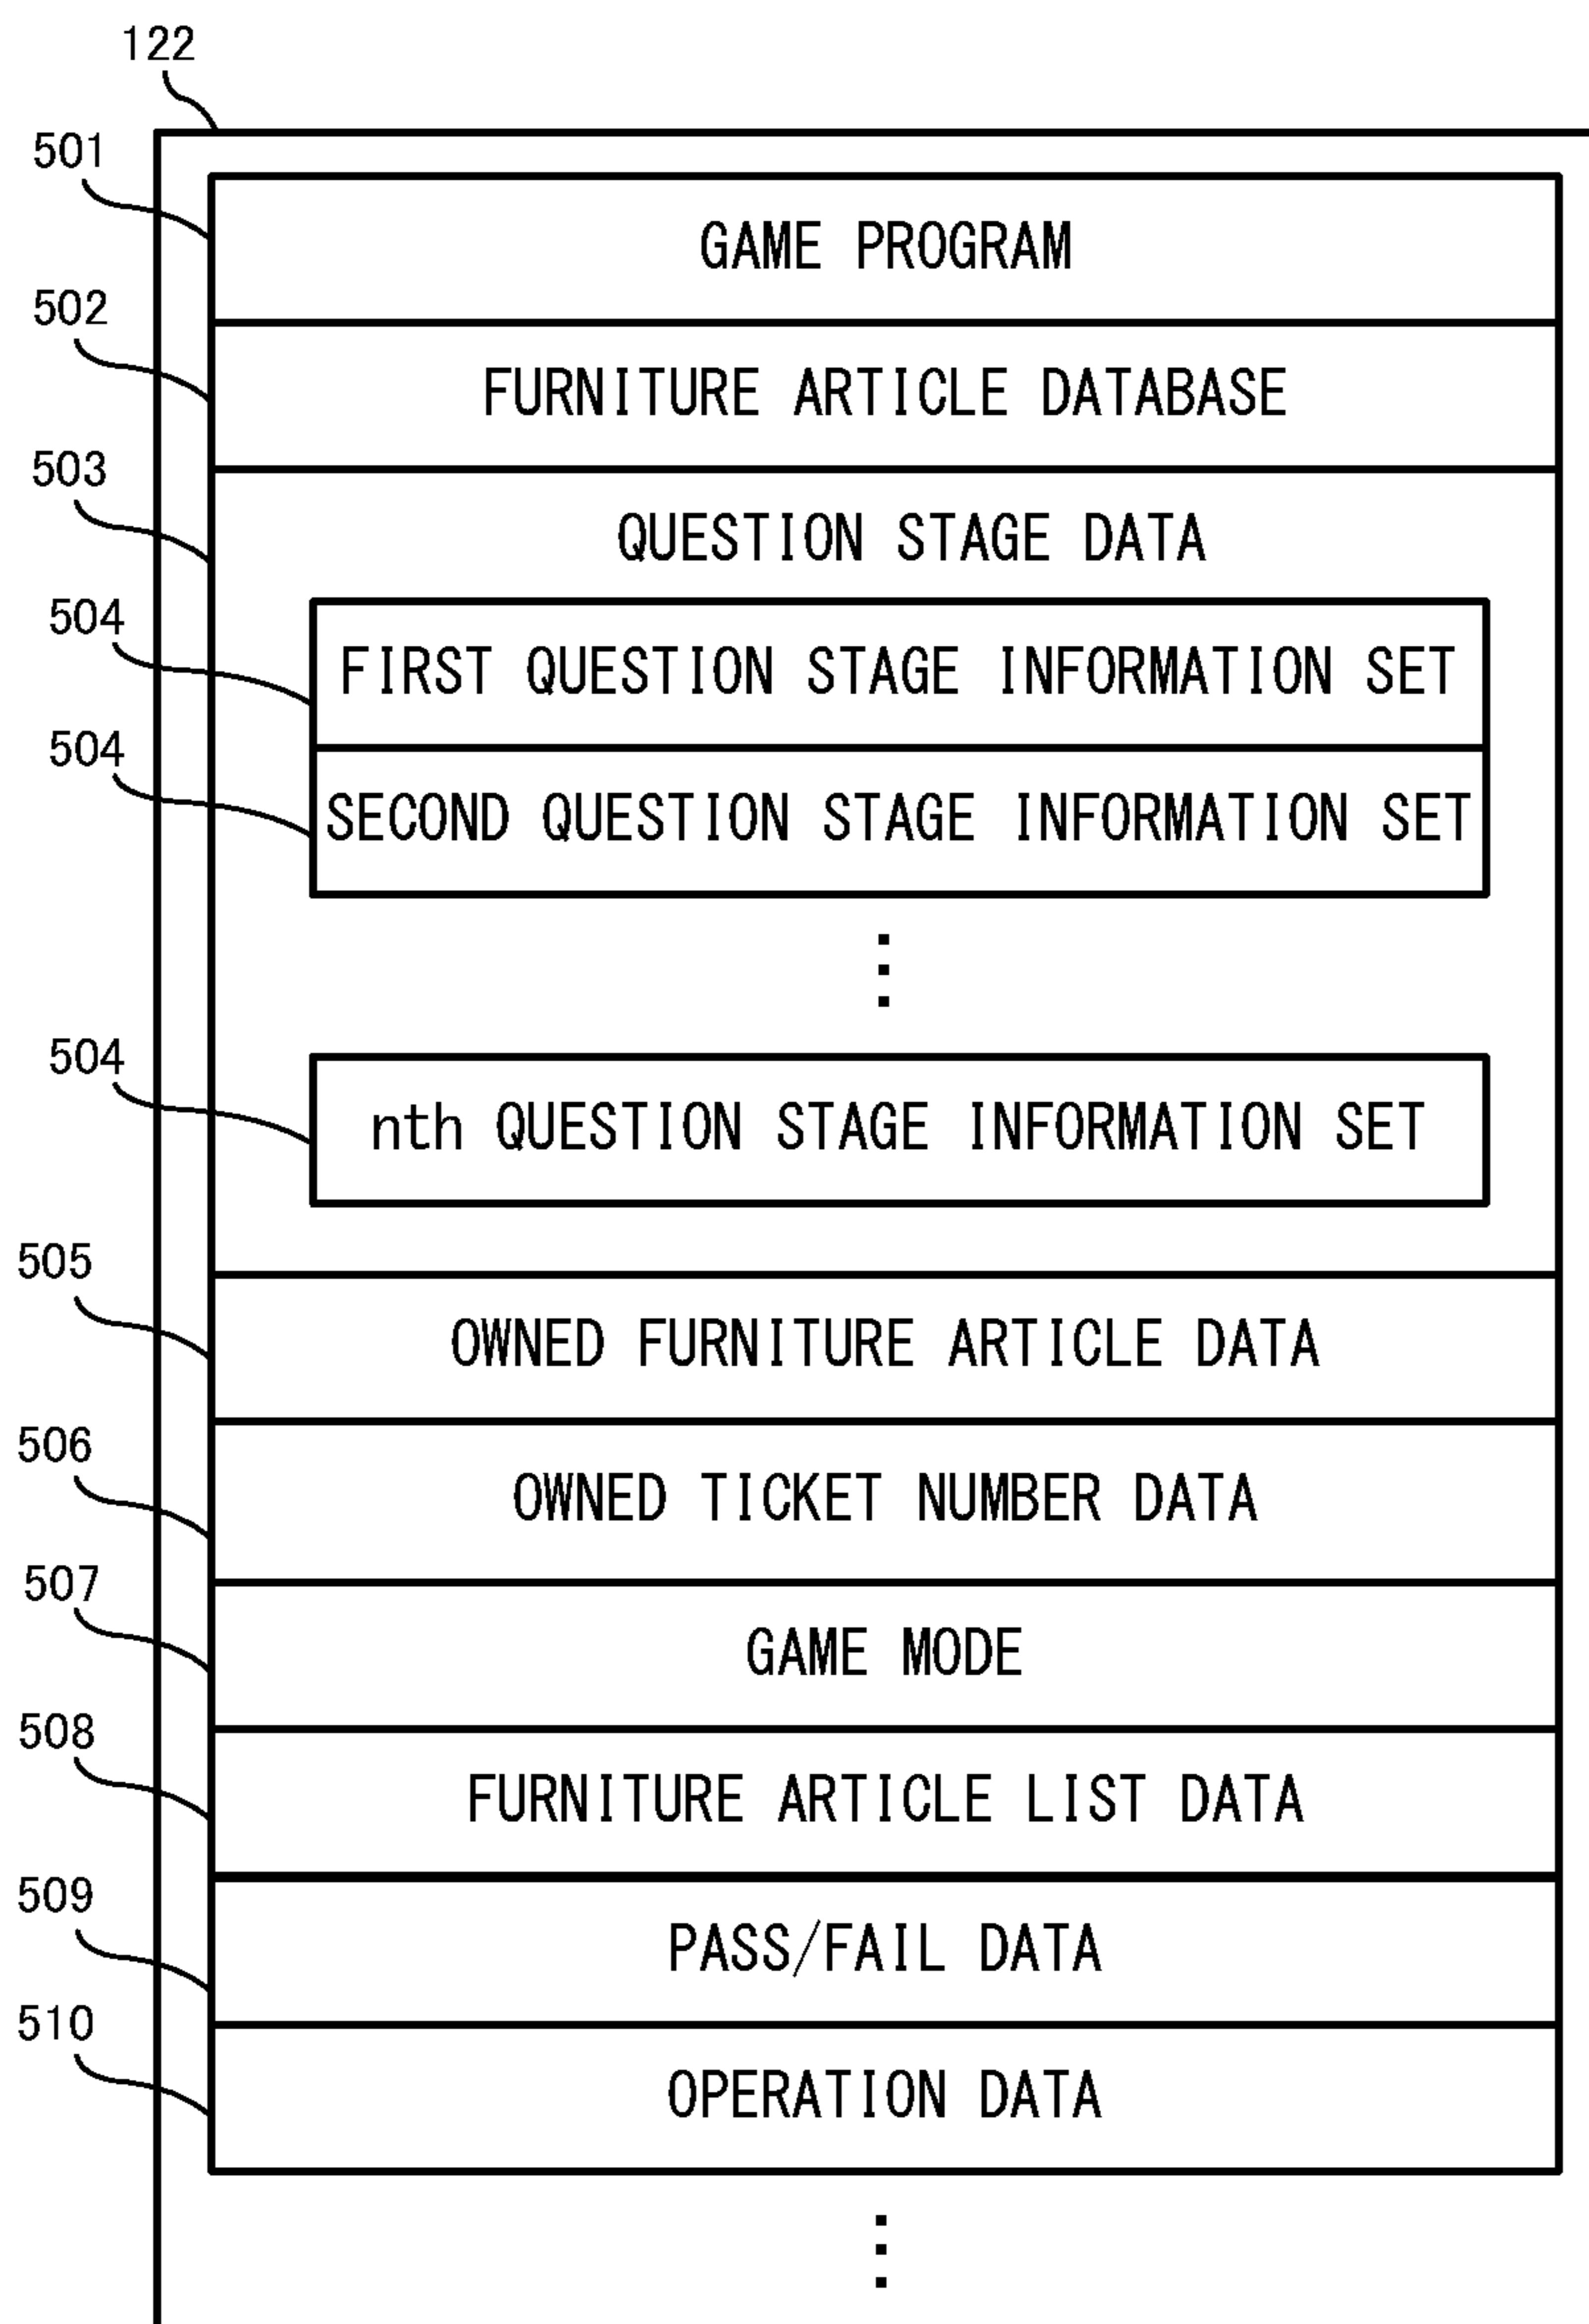 122
501
GAME PROGRAM
502
FURNITURE ARTICLE DATABASE
503
QUESTION STAGE DATA
504
FIRST QUESTION STAGE INFORMATION SET
504
SECOND QUESTION STAGE INFORMATION SET
504
nth QUESTION STAGE INFORMATION SET
505
OWNED FURNITURE ARTICLE DATA
506
OWNED TICKET NUMBER DATA
507
GAME MODE
508
FURNITURE ARTICLE LIST DATA
509
PASS/FAIL DATA
510
OPERATION DATA